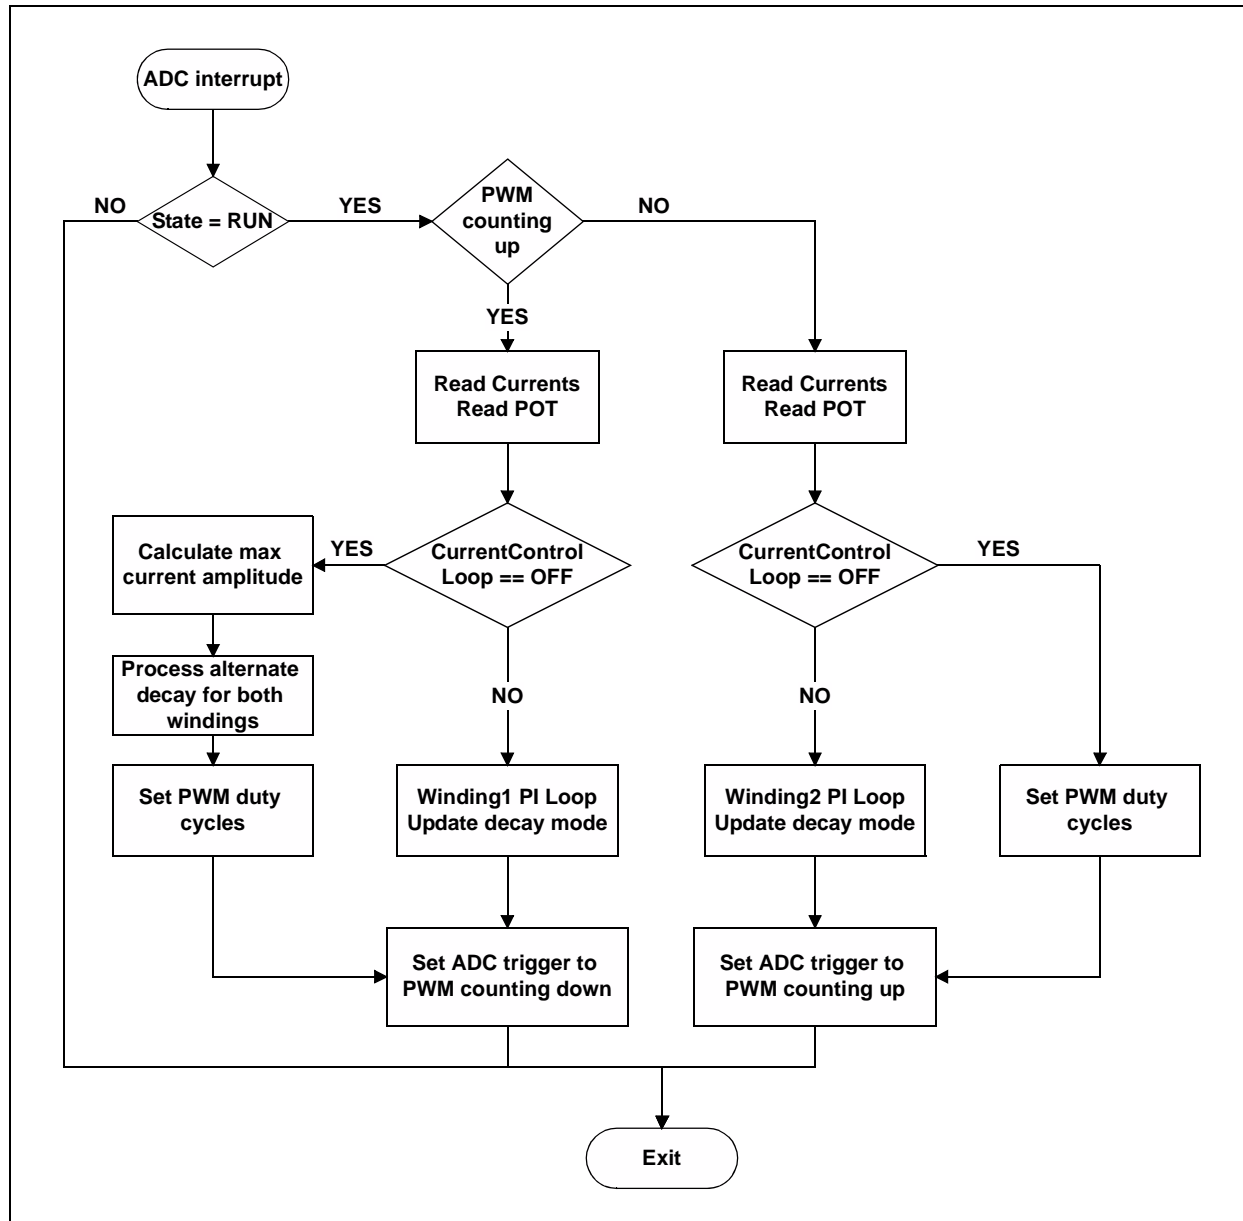 ADC interrupt
NO
State = RUN
YES
PWM
counting
up
NO
YES
Read Currents
Read POT
Read Currents
Read POT
Calculate max
current amplitude
YES
CurrentControl
Loop == OFF
CurrentControl
Loop == OFF
YES
Process alternate
decay for both
windings
NO
NO
Set PWM duty
cycles
Winding1 PI Loop
Update decay mode
Winding2 PI Loop
Update decay mode
Set PWM duty
cycles
Set ADC trigger to
PWM counting down
Set ADC trigger to
PWM counting up
Exit